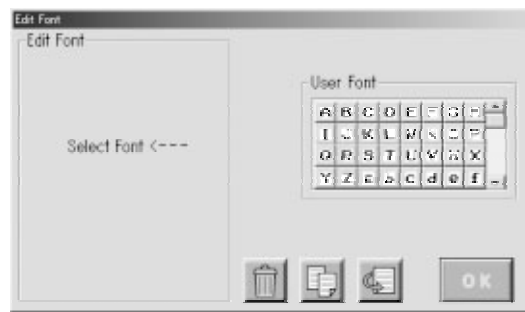 Edit Font
Edit Font
User Font
A B C D E F G H
I J K L M N O P
Select Font <---
Q R S T U V W X
Y Z a b c d e f
OK